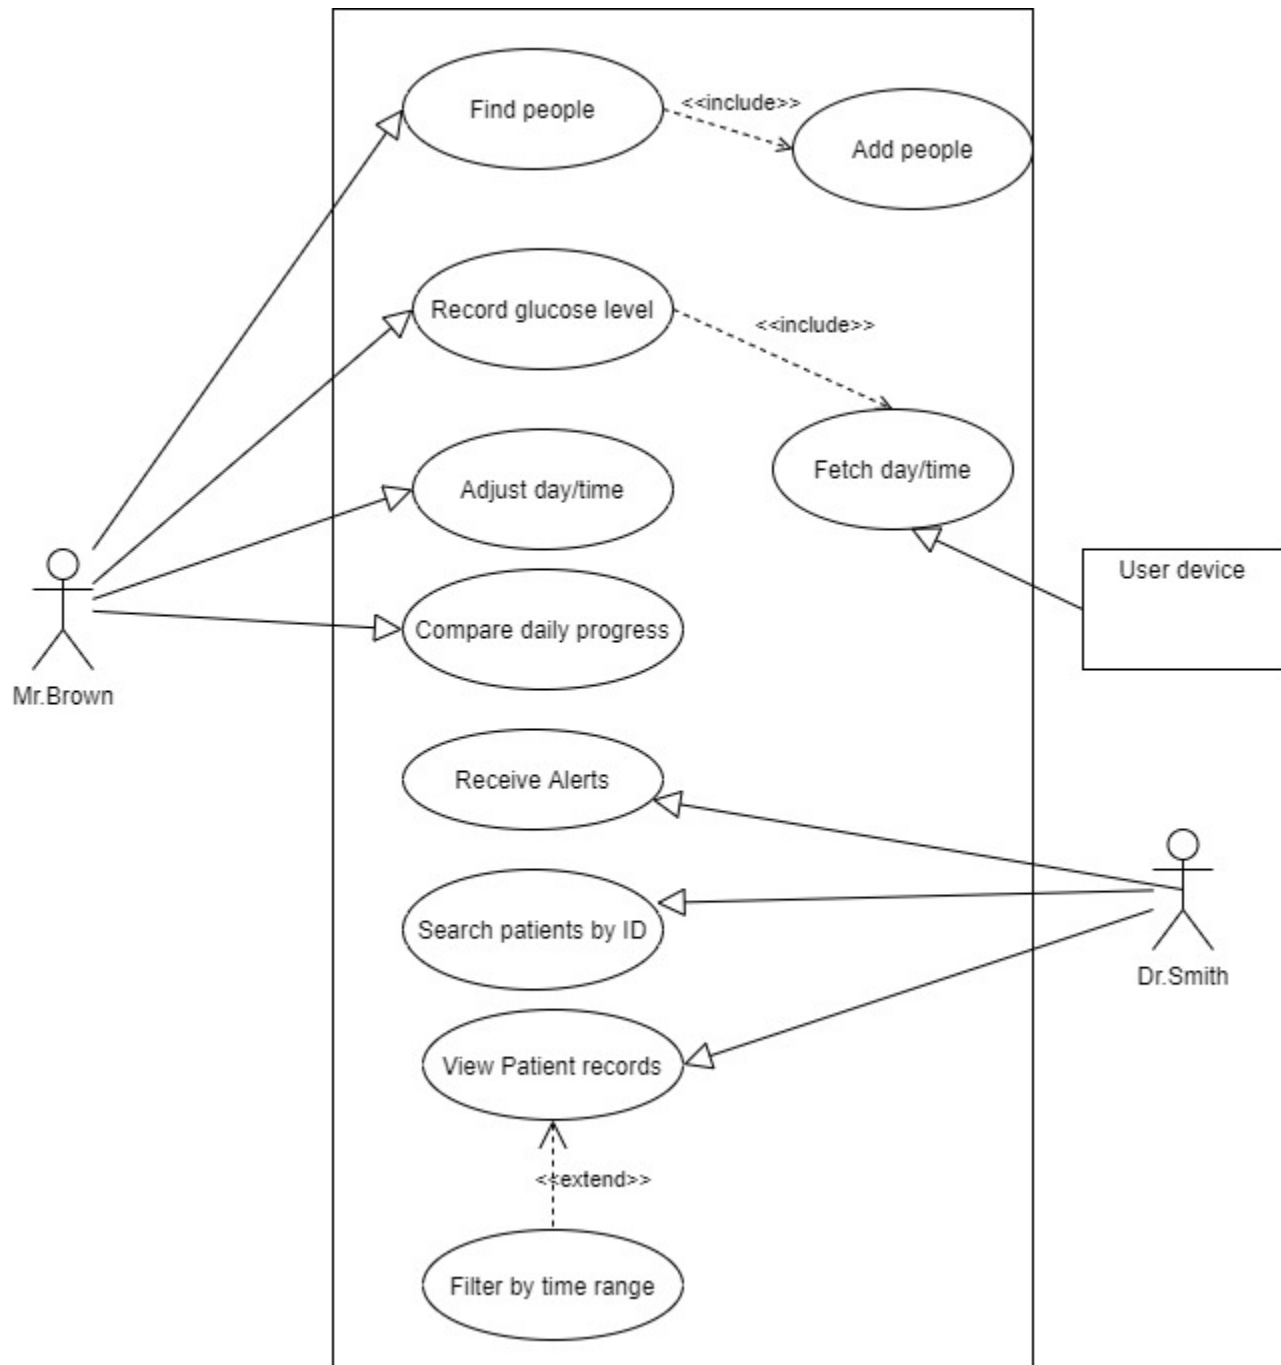 Find people
<<include>>
Add people
Record glucose level
<<include>>
Adjust day/time
Fetch day/time
User device
Compare daily progress
Mr.Brown
Receive Alerts
Search patients by ID
Dr.Smith
View Patient records
<<extend>>
Filter by time range